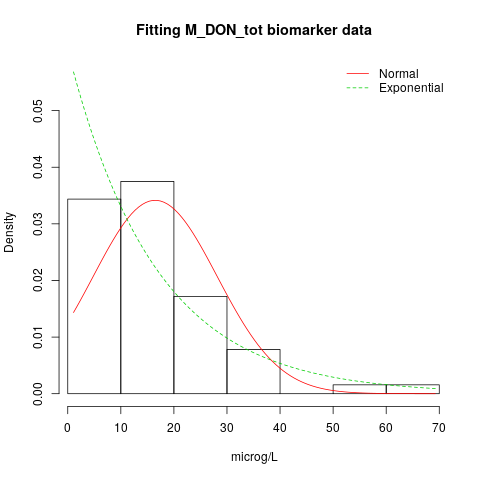 Fitting M_DON_tot biomarker data
Normal
Exponential
Density
0.05
0.04
0.03
0.02
0.01
0.00
0 10 20 30 40 50 60 70
microg/L